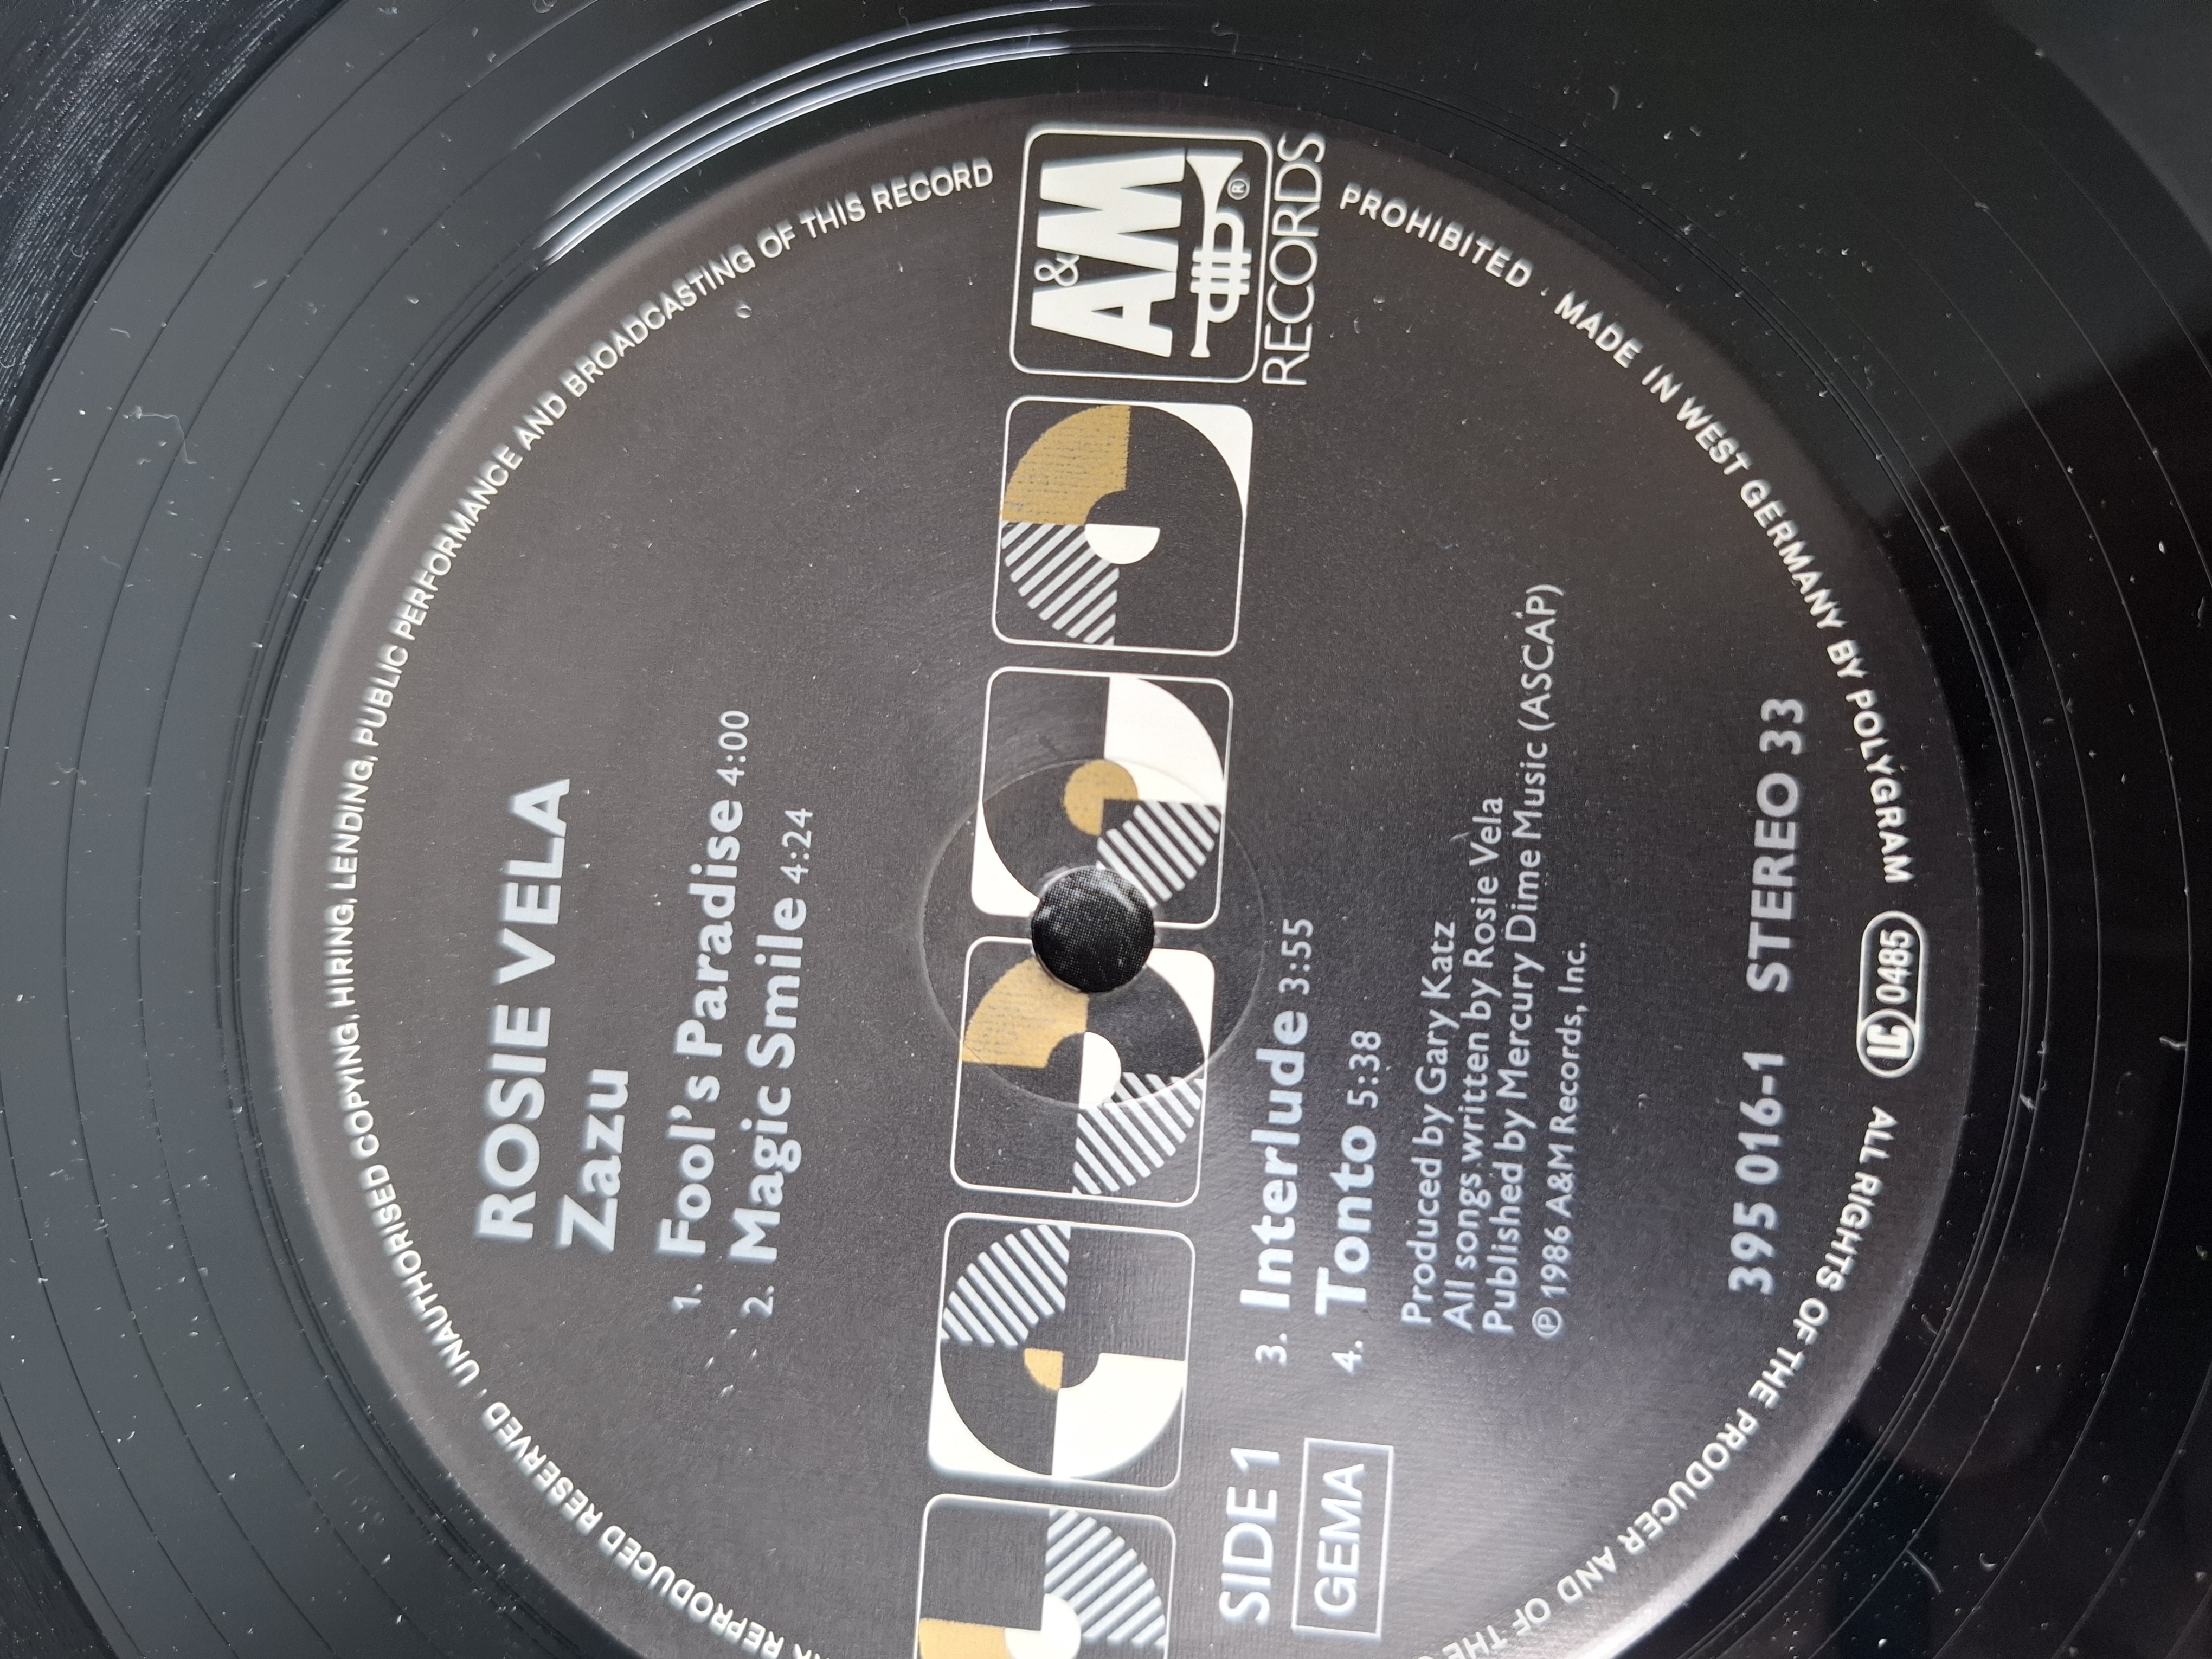 A&M ®
RECORDS
ROSIE VELA
Zazu
1. Fool's Paradise 4:00
2. Magic Smile 4:24
SIDE 1
GEMA
3. Interlude 3:55
4. Tonto 5:38
Produced by Gary Katz
All songs written by Rosie Vela
Published by Mercury Dime Music (ASCAP)
℗ 1986 A&M Records, Inc.
395 016-1 STEREO 33
LC 0485
ALL RIGHTS OF THE PRODUCER AND OF THE
REPRODUCED RESERVED · UNAUTHORISED COPYING, HIRING, LENDING, PUBLIC PERFORMANCE AND BROADCASTING OF THIS RECORD
PROHIBITED · MADE IN WEST GERMANY BY POLYGRAM